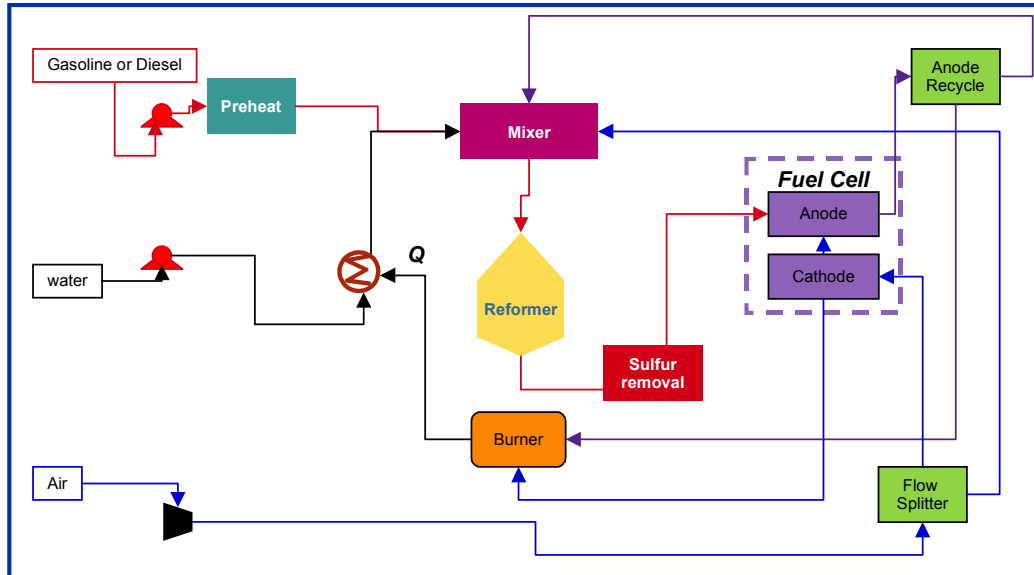 Gasoline or Diesel
Preheat
Mixer
Anode
Recycle
Fuel Cell
Anode
Cathode
water
Q
Reformer
Sulfur
removal
Burner
Air
Flow
Splitter